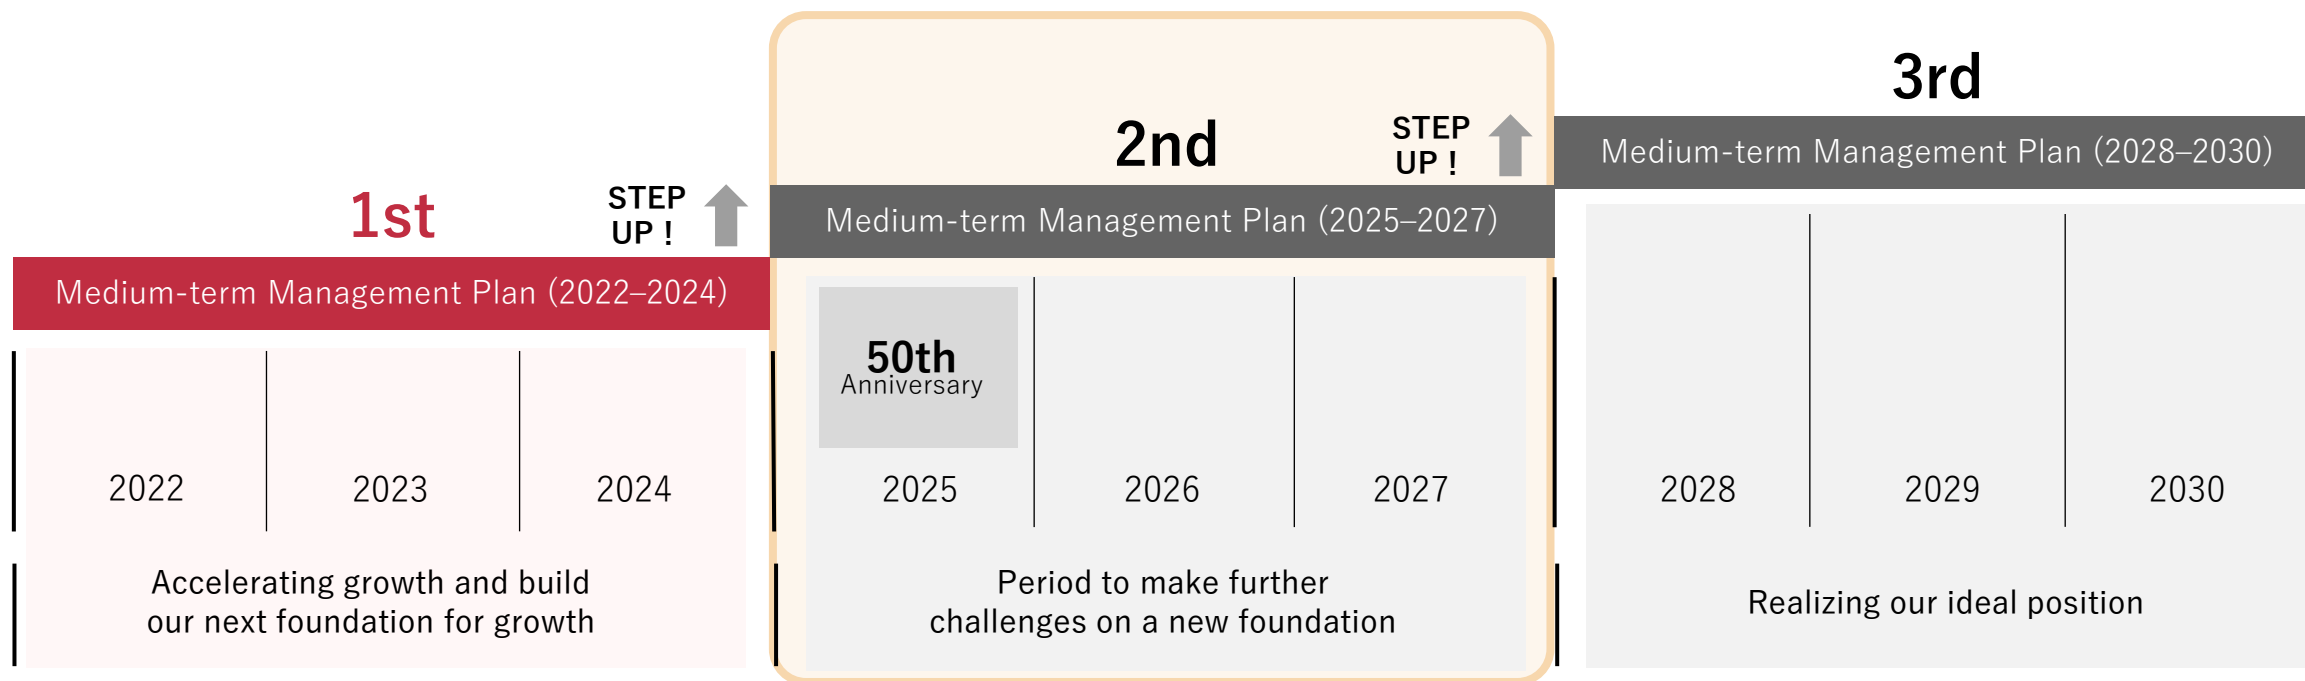 1st
STEP
UP !
Medium-term Management Plan (2022–2024)
2022
2023
2024
Accelerating growth and build
our next foundation for growth
2nd
STEP
UP !
Medium-term Management Plan (2025–2027)
50th
Anniversary
2025
2026
2027
Period to make further
challenges on a new foundation
3rd
Medium-term Management Plan (2028–2030)
2028
2029
2030
Realizing our ideal position